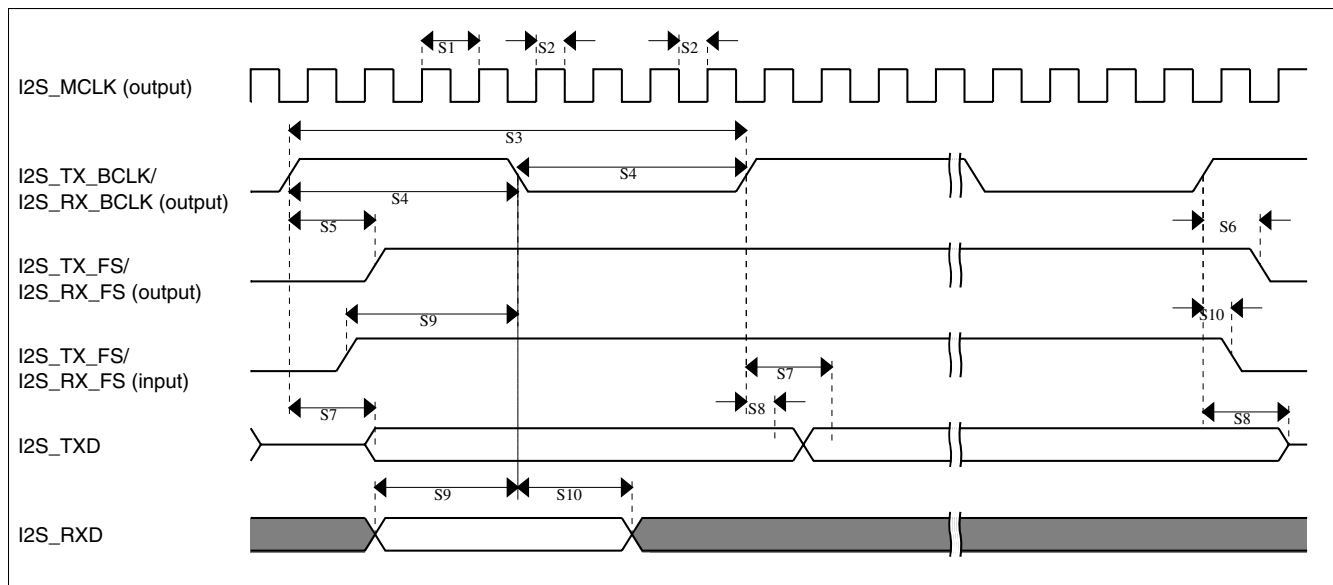 S1
S2
S2
I2S_MCLK (output)
S3
I2S_TX_BCLK/
I2S_RX_BCLK (output)
S4
S4
S5
S6
I2S_TX_FS/
I2S_RX_FS (output)
S9
S10
I2S_TX_FS/
I2S_RX_FS (input)
S7
S7
S8
S8
I2S_TXD
S9
S10
I2S_RXD